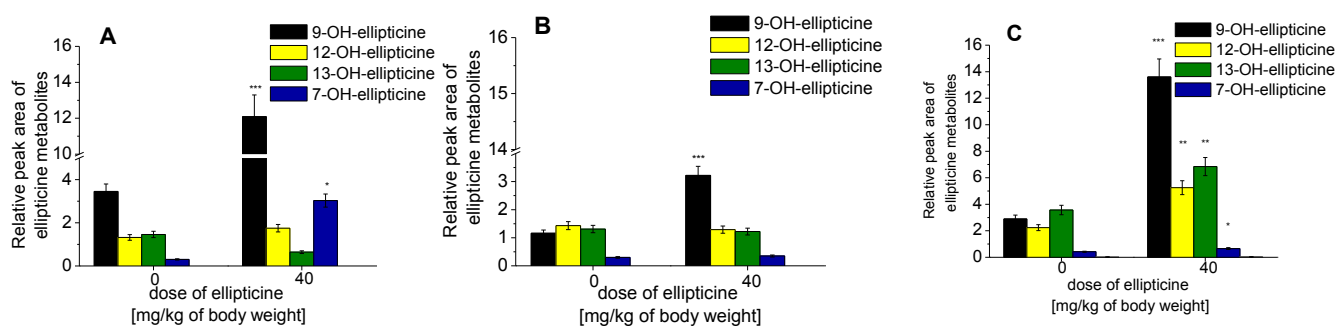 A
9-OH-ellipticine
12-OH-ellipticine
13-OH-ellipticine
7-OH-ellipticine
Relative peak area of
ellipticine metabolites
16
14
12
10
4
2
0
***
*
0
40
dose of ellipticine
[mg/kg of body weight]
B
9-OH-ellipticine
12-OH-ellipticine
13-OH-ellipticine
7-OH-ellipticine
Relative peak area of
ellipticine metabolites
16
15
14
3
2
1
0
***
0
40
dose of ellipticine
[mg/kg of body weight]
C
9-OH-ellipticine
12-OH-ellipticine
13-OH-ellipticine
7-OH-ellipticine
Relative peak area of
ellipticine metabolites
16
14
12
10
8
6
4
2
0
***
**
**
*
0
40
dose of ellipticine
[mg/kg of body weight]